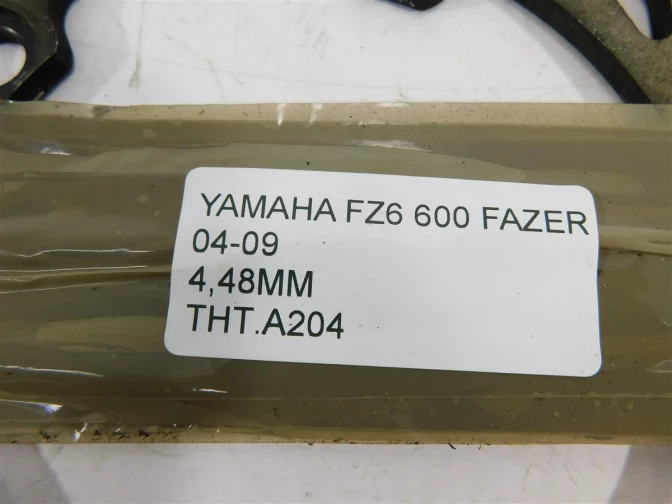 YAMAHA FZ6 600 FAZER
04-09
4,48MM
THT.A204